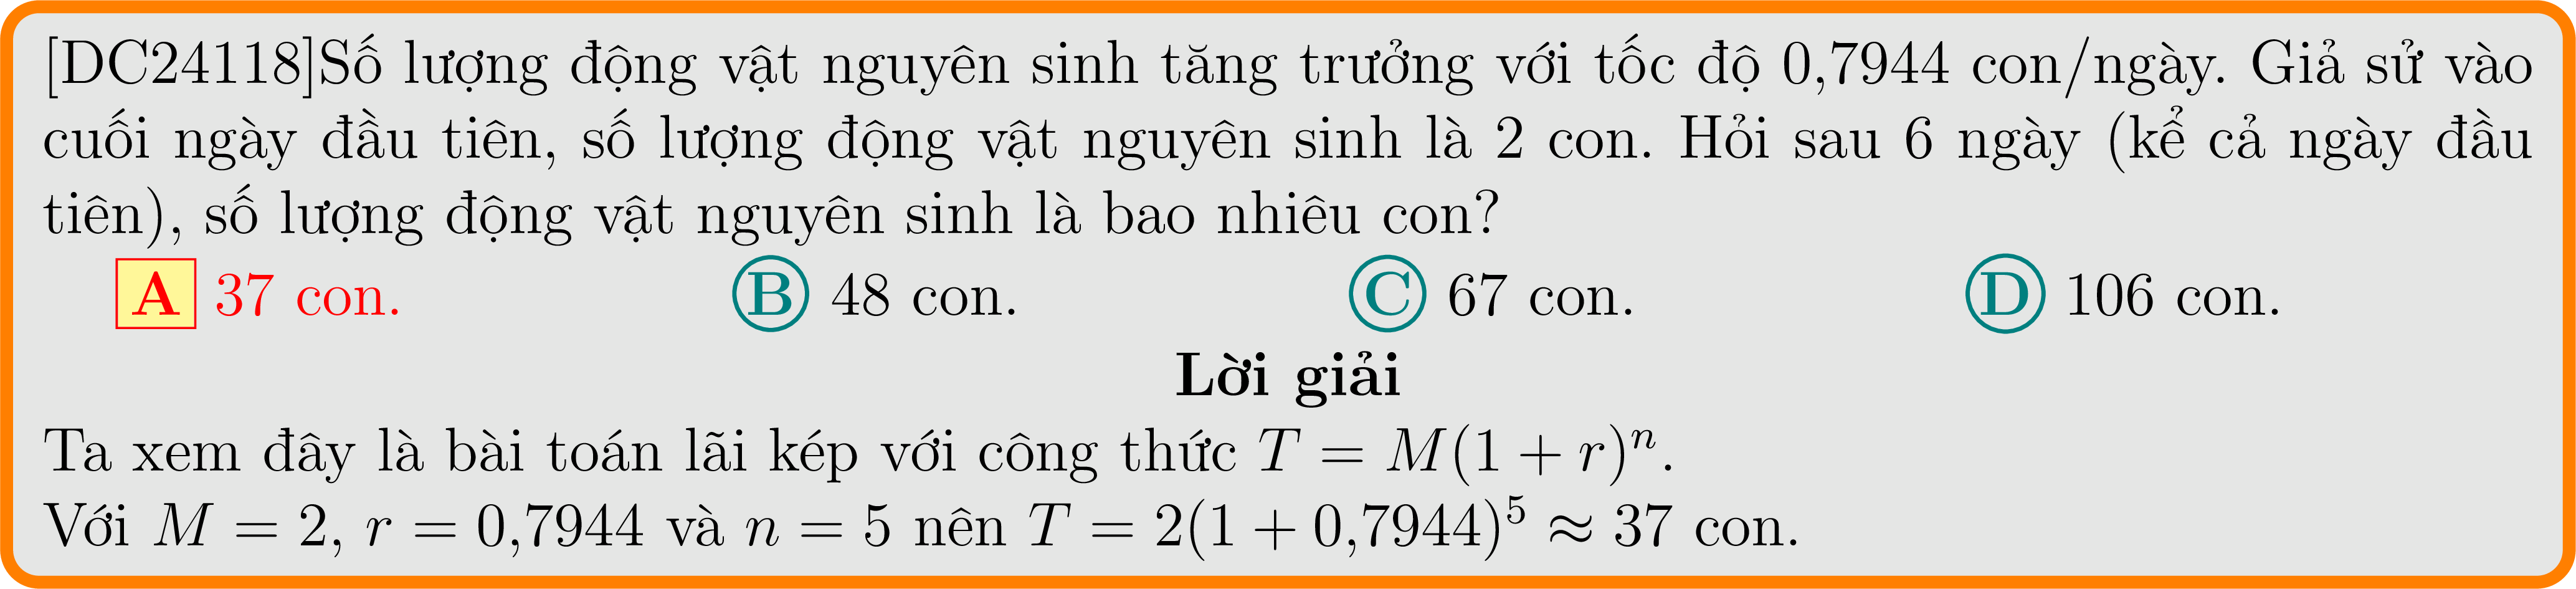 [DC24118]Số lượng động vật nguyên sinh tăng trưởng với tốc độ 0,7944 con/ngày. Giả sử vào
cuối ngày đầu tiên, số lượng động vật nguyên sinh là 2 con. Hỏi sau 6 ngày (kể cả ngày đầu
tiên), số lượng động vật nguyên sinh là bao nhiêu con?
A 37 con. B 48 con. C 67 con. D 106 con.
Lời giải
Ta xem đây là bài toán lãi kép với công thức T = M(1 + r)ⁿ.
Với M = 2, r = 0,7944 và n = 5 nên T = 2(1 + 0,7944)⁵ ≈ 37 con.